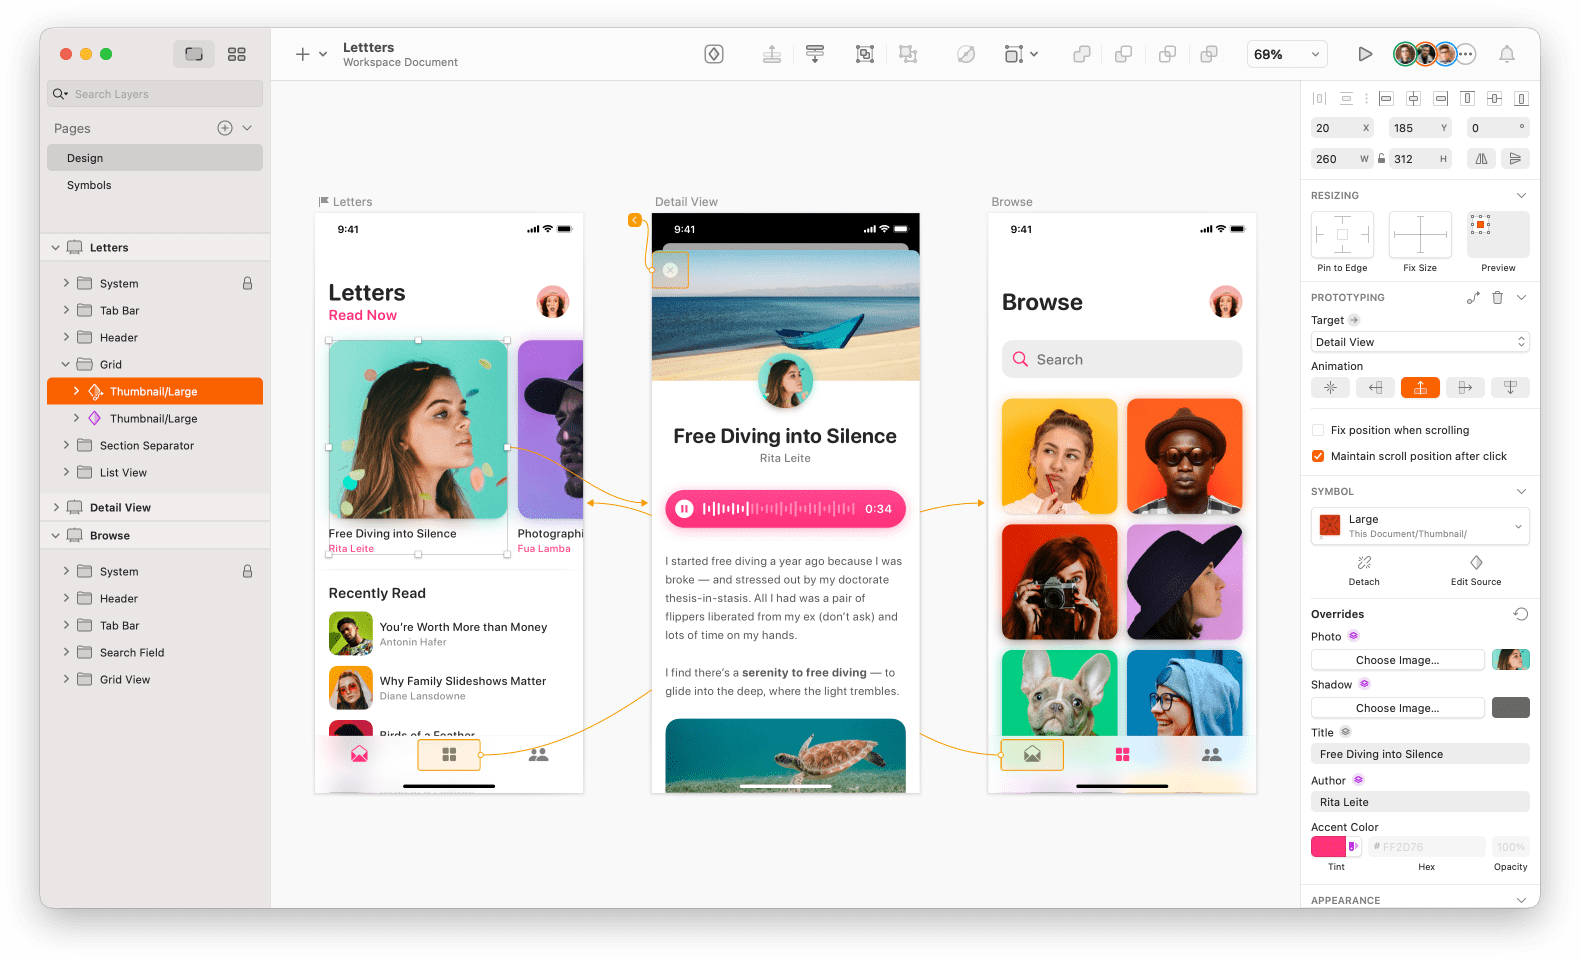 Lettters
Workspace Document
69%
Search Layers
Pages
Design
Symbols
Letters
System
Tab Bar
Header
Grid
Thumbnail/Large
Thumbnail/Large
Section Separator
List View
Detail View
Browse
System
Header
Tab Bar
Search Field
Grid View
Letters
9:41
Letters
Read Now
Free Diving into Silence
Rita Leite
Photographi
Fua Lamba
Recently Read
You're Worth More than Money
Antonin Hafer
Why Family Slideshows Matter
Diane Lansdowne
Birds of a Feather
Detail View
9:41
Free Diving into Silence
Rita Leite
0:34
I started free diving a year ago because I was
broke — and stressed out by my doctorate
thesis-in-stasis. All I had was a pair of
flippers liberated from my ex (don't ask) and
lots of time on my hands.
I find there's a serenity to free diving — to
glide into the deep, where the light trembles.
Browse
9:41
Browse
Search
20 X 185 Y 0 °
260 W 312 H
RESIZING
Pin to Edge Fix Size Preview
PROTOTYPING
Target
Detail View
Animation
Fix position when scrolling
Maintain scroll position after click
SYMBOL
Large
This Document/Thumbnail/
Detach Edit Source
Overrides
Photo
Choose Image...
Shadow
Choose Image...
Title
Free Diving into Silence
Author
Rita Leite
Accent Color
# FF2D76 100%
Tint Hex Opacity
APPEARANCE